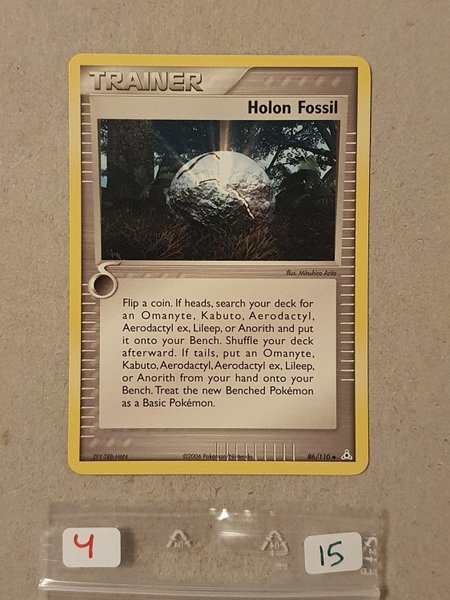 TRAINER
Holon Fossil
Illus. Mitsuhiro Arita
Flip a coin. If heads, search your deck for
an Omanyte, Kabuto, Aerodactyl,
Aerodactyl ex, Lileep, or Anorith and put
it onto your Bench. Shuffle your deck
afterward. If tails, put an Omanyte,
Kabuto, Aerodactyl, Aerodactyl ex, Lileep,
or Anorith from your hand onto your
Bench. Treat the new Benched Pokémon
as a Basic Pokémon.
ZFY-TBB-H6N
©2006 Pokémon/Nintendo
86/110
4
15